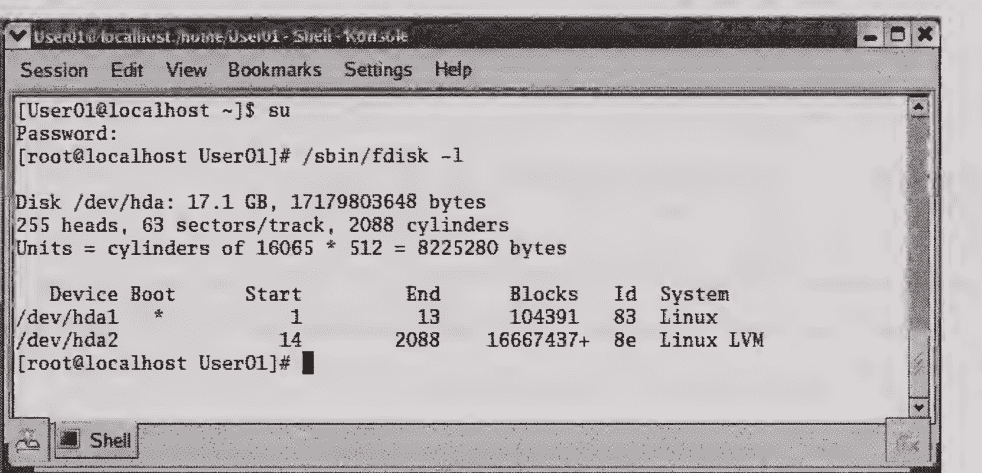 User01@localhost:/home/User01 - Shell - Konsole
Session Edit View Bookmarks Settings Help
[User01@localhost ~]$ su
Password:
[root@localhost User01]# /sbin/fdisk -l
Disk /dev/hda: 17.1 GB, 17179803648 bytes
255 heads, 63 sectors/track, 2088 cylinders
Units = cylinders of 16065 * 512 = 8225280 bytes
Device Boot Start End Blocks Id System
/dev/hda1 * 1 13 104391 83 Linux
/dev/hda2 14 2088 16667437+ 8e Linux LVM
[root@localhost User01]#
Shell